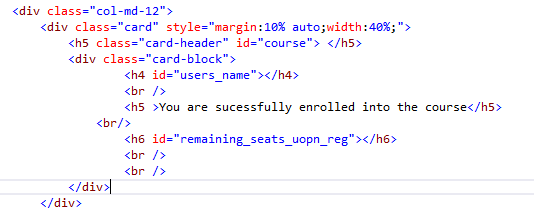 <div class="col-md-12">
<div class="card" style="margin:10% auto;width:40%;">
<h5 class="card-header" id="course"> </h5>
<div class="card-block">
<h4 id="users_name"></h4>
<br />
<h5 >You are sucessfully enrolled into the course</h5>
<br/>
<h6 id="remaining_seats_uopn_reg"></h6>
<br />
<br />
</div>
</div>